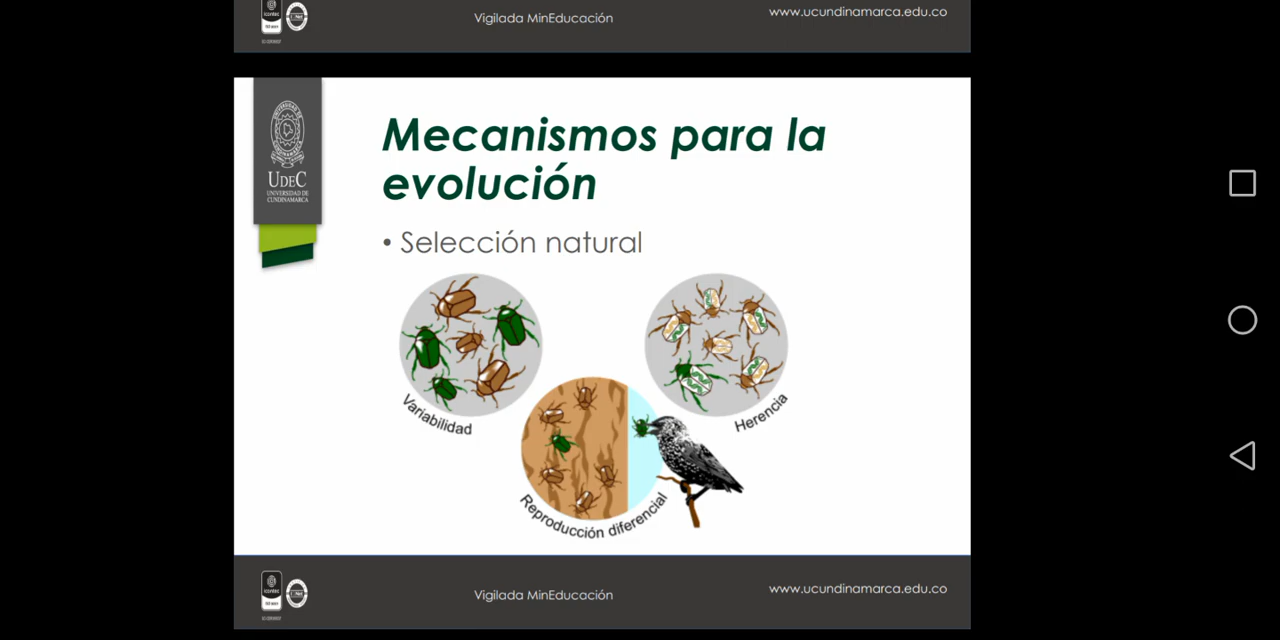 Vigilada MinEducación
www.ucundinamarca.edu.co
UDEC
UNIVERSIDAD DE
CUNDINAMARCA
Mecanismos para la
evolución
• Selección natural
Variabilidad
Herencia
Reproducción diferencial
Vigilada MinEducación
www.ucundinamarca.edu.co